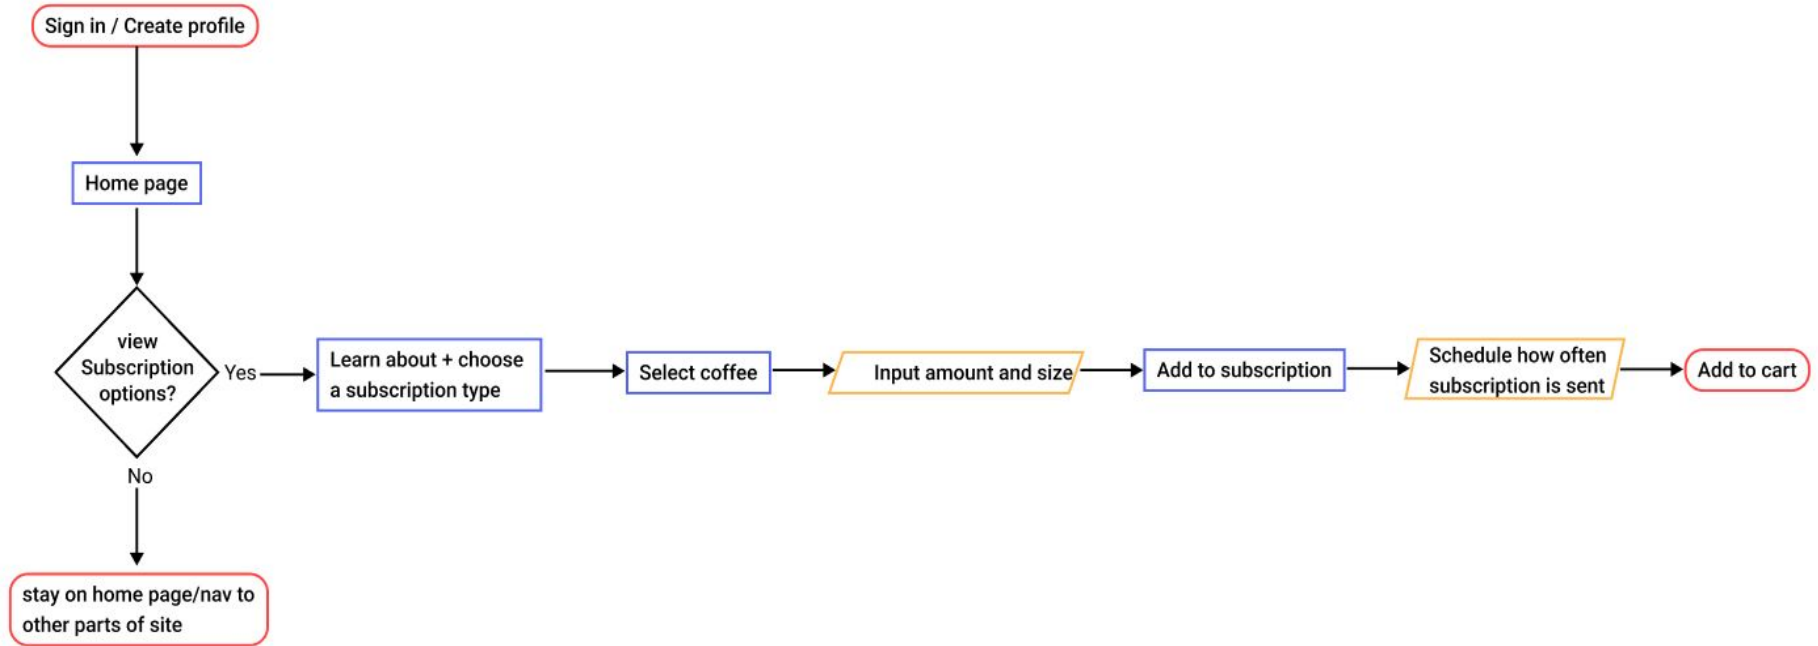 Sign in / Create profile
Home page
view
Subscription
options?
Yes
Learn about + choose
a subscription type
Select coffee
Input amount and size
Add to subscription
Schedule how often
subscription is sent
Add to cart
No
stay on home page/nav to
other parts of site